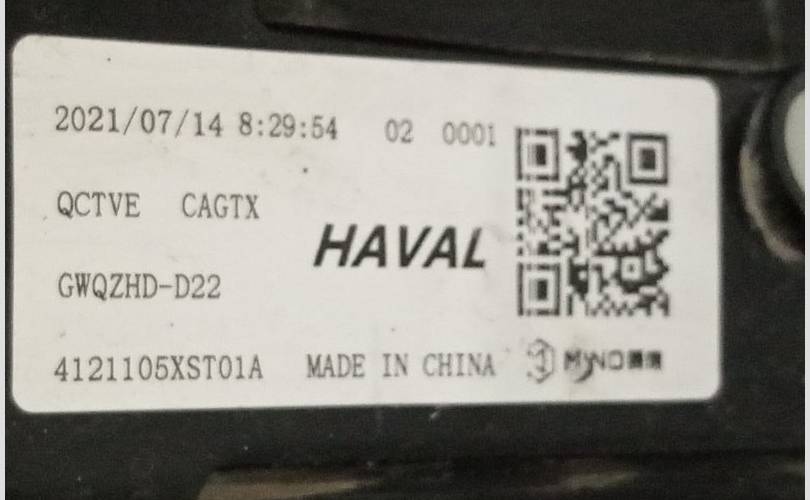 2021/07/14 8:29:54 02 0001
QCTVE CAGTX
HAVAL
GWQZHD-D22
4121105XST01A MADE IN CHINA